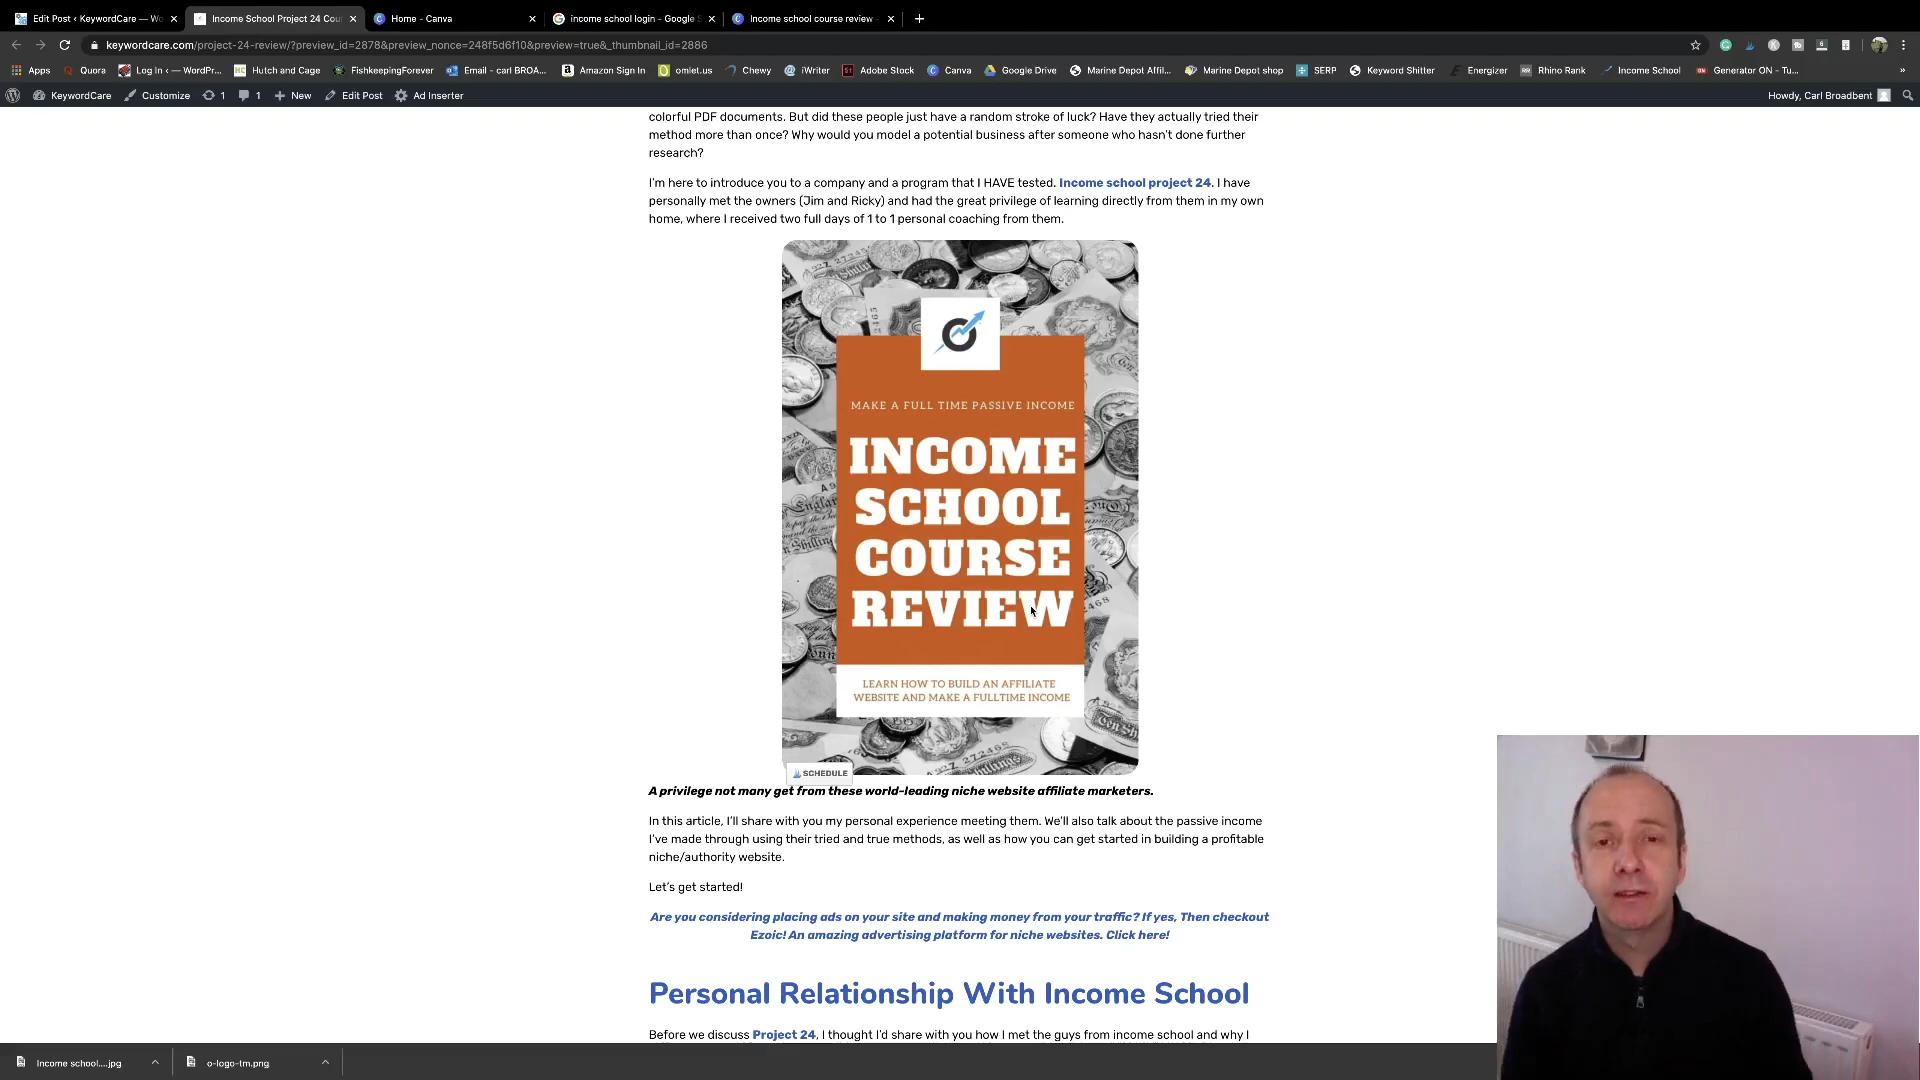 Edit Post ‹ KeywordCare — Wo
Income School Project 24 Cour
Home - Canva
income school login - Google S
Income school course review -
keywordcare.com/project-24-review/?preview_id=2878&preview_nonce=248f5d6f10&preview=true&_thumbnail_id=2886
Apps Quora Log In ‹ — WordPr... Hutch and Cage FishkeepingForever Email - carl BROA... Amazon Sign In omlet.us Chewy iWriter Adobe Stock Canva Google Drive Marine Depot Affil... Marine Depot shop SERP Keyword Shitter Energizer Rhino Rank Income School Generator ON - Tu... »
KeywordCare Customize 1 1 New Edit Post Ad Inserter Howdy, Carl Broadbent
colorful PDF documents. But did these people just have a random stroke of luck? Have they actually tried their
method more than once? Why would you model a potential business after someone who hasn't done further
research?
I'm here to introduce you to a company and a program that I HAVE tested. Income school project 24. I have
personally met the owners (Jim and Ricky) and had the great privilege of learning directly from them in my own
home, where I received two full days of 1 to 1 personal coaching from them.
MAKE A FULL TIME PASSIVE INCOME
INCOME
SCHOOL
COURSE
REVIEW
LEARN HOW TO BUILD AN AFFILIATE
WEBSITE AND MAKE A FULLTIME INCOME
SCHEDULE
A privilege not many get from these world-leading niche website affiliate marketers.
In this article, I'll share with you my personal experience meeting them. We'll also talk about the passive income
I've made through using their tried and true methods, as well as how you can get started in building a profitable
niche/authority website.
Let's get started!
Are you considering placing ads on your site and making money from your traffic? If yes, Then checkout
Ezoic! An amazing advertising platform for niche websites. Click here!
Personal Relationship With Income School
Before we discuss Project 24, I thought I'd share with you how I met the guys from income school and why I
Income school....jpg
o-logo-tm.png